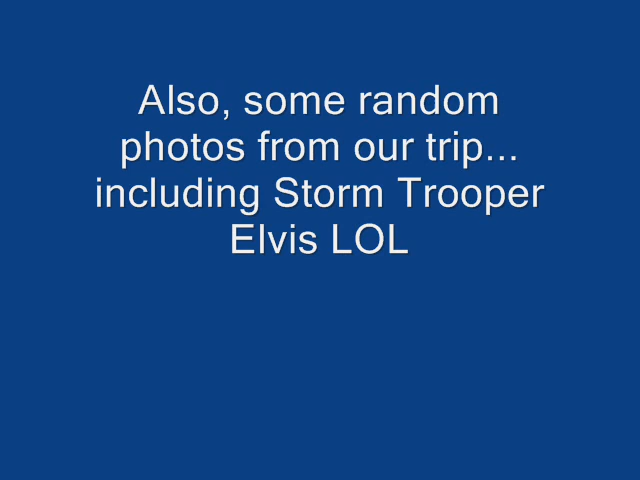 Also, some random
photos from our trip...
including Storm Trooper
Elvis LOL